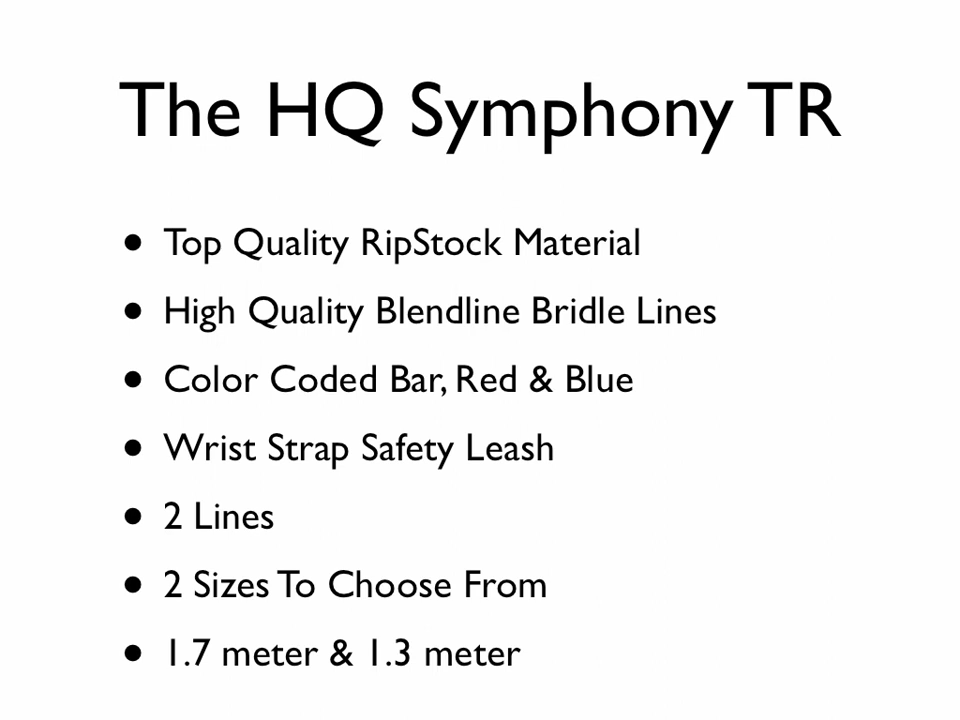 The HQ Symphony TR
• Top Quality RipStock Material
• High Quality Blendline Bridle Lines
• Color Coded Bar, Red & Blue
• Wrist Strap Safety Leash
• 2 Lines
• 2 Sizes To Choose From
• 1.7 meter & 1.3 meter